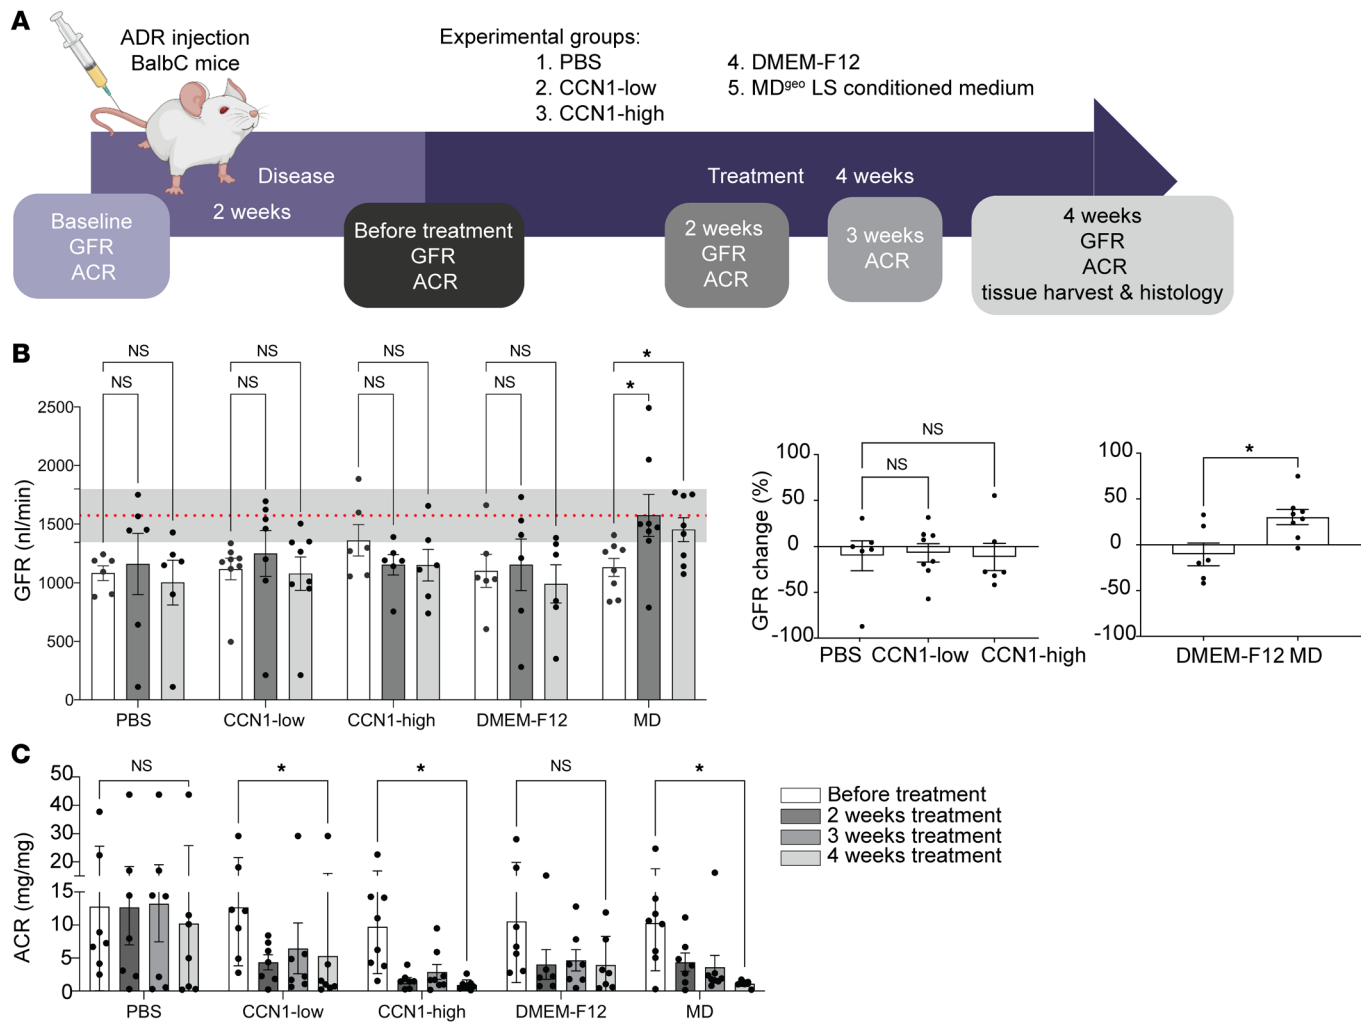 A
ADR injection
BalbC mice
Experimental groups:
1. PBS
2. CCN1-low
3. CCN1-high
4. DMEM-F12
5. MDgeo LS conditioned medium
Disease
2 weeks
Treatment 4 weeks
Baseline
GFR
ACR
Before treatment
GFR
ACR
2 weeks
GFR
ACR
3 weeks
ACR
4 weeks
GFR
ACR
tissue harvest & histology
B
NS NS NS NS *
NS NS NS NS *
GFR (nl/min)
2500
2000
1500
1000
500
0
PBS CCN1-low CCN1-high DMEM-F12 MD
NS
NS
GFR change (%)
100
50
0
-50
-100
PBS CCN1-low CCN1-high
*
100
50
0
-50
-100
DMEM-F12 MD
C
NS * * NS *
ACR (mg/mg)
50
40
30
20
15
10
5
0
PBS CCN1-low CCN1-high DMEM-F12 MD
Before treatment
2 weeks treatment
3 weeks treatment
4 weeks treatment